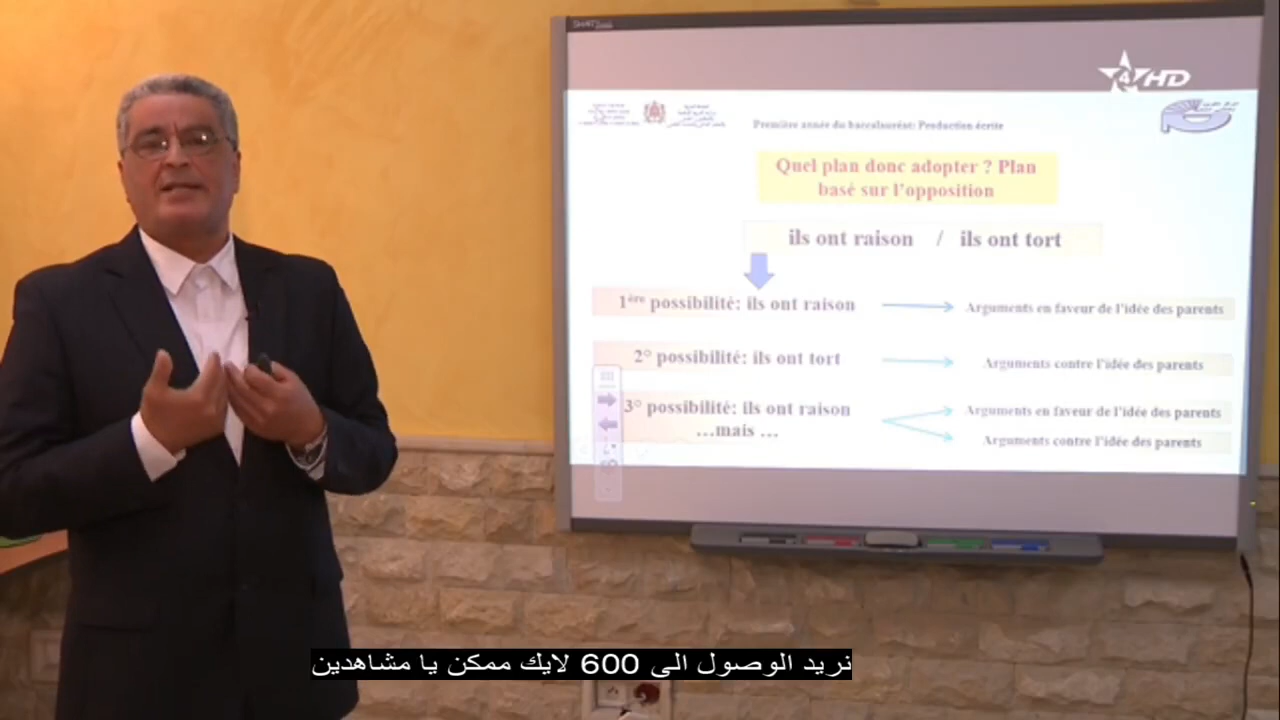 SMART
4 HD
Première année du baccalauréat: Production écrite
Quel plan donc adopter ? Plan
basé sur l'opposition
ils ont raison / ils ont tort
1ère possibilité: ils ont raison
Arguments en faveur de l'idée des parents
2° possibilité: ils ont tort
Arguments contre l'idée des parents
3° possibilité: ils ont raison
...mais ...
Arguments en faveur de l'idée des parents
Arguments contre l'idée des parents
نريد الوصول الى 600 لايك ممكن يا مشاهدين